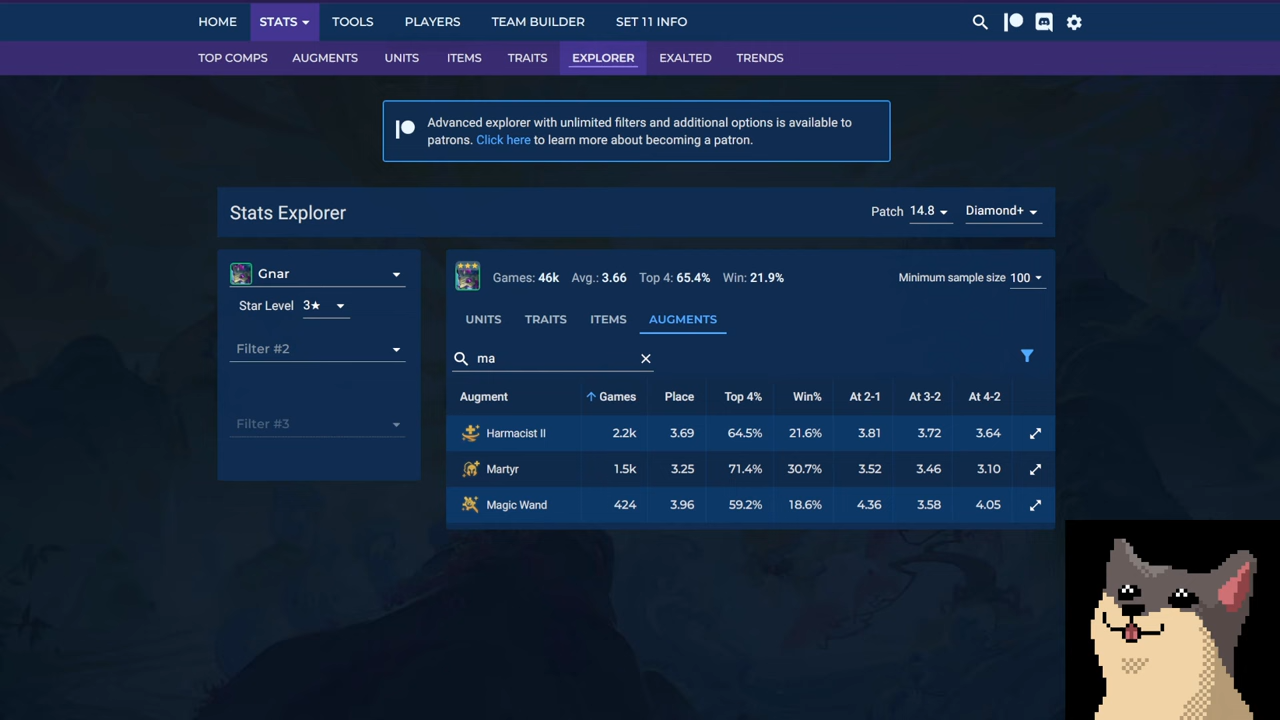 HOME STATS TOOLS PLAYERS TEAM BUILDER SET 11 INFO
TOP COMPS AUGMENTS UNITS ITEMS TRAITS EXPLORER EXALTED TRENDS
Advanced explorer with unlimited filters and additional options is available to
patrons. Click here to learn more about becoming a patron.
Stats Explorer Patch 14.8 Diamond+
Gnar
Star Level 3★
Filter #2
Filter #3
Games: 46k Avg.: 3.66 Top 4: 65.4% Win: 21.9% Minimum sample size 100
UNITS TRAITS ITEMS AUGMENTS
ma
Augment Games Place Top 4% Win% At 2-1 At 3-2 At 4-2
Harmacist II 2.2k 3.69 64.5% 21.6% 3.81 3.72 3.64
Martyr 1.5k 3.25 71.4% 30.7% 3.52 3.46 3.10
Magic Wand 424 3.96 59.2% 18.6% 4.36 3.58 4.05